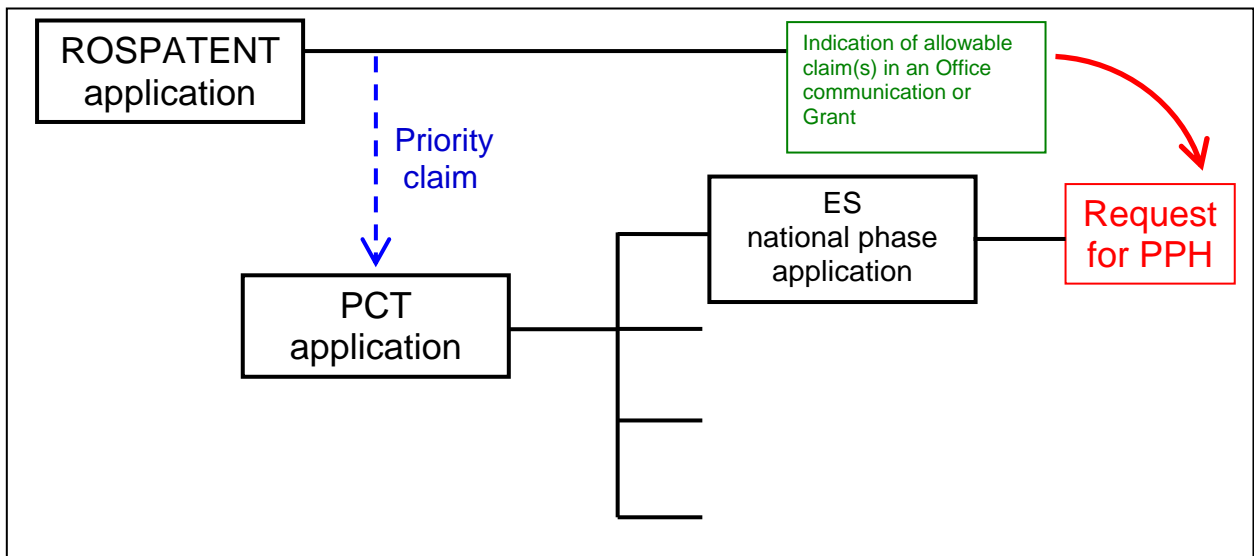 ROSPATENT
application
Indication of allowable
claim(s) in an Office
communication or
Grant
Priority
claim
ES
national phase
application
Request
for PPH
PCT
application